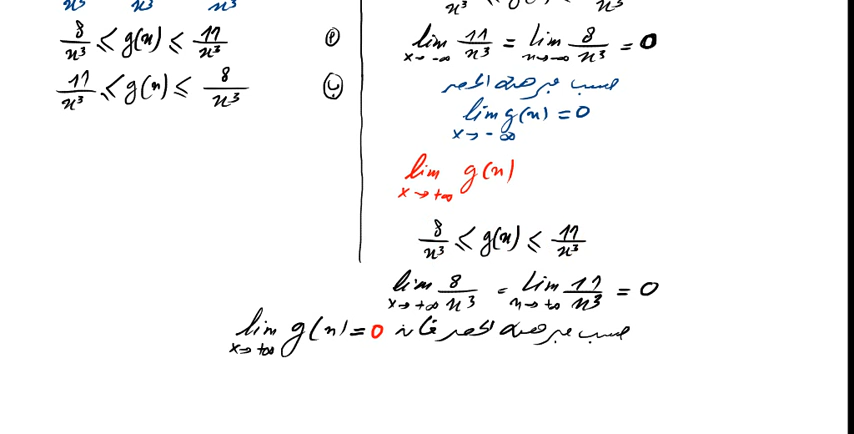 8/x³ ≤ g(x) ≤ 11/x³ (P)
11/x³ ≤ g(x) ≤ 8/x³ (ب)
lim x→-∞ 11/x³ = lim x→-∞ 8/x³ = 0
حسب مبرهنة الحصر
lim x→-∞ g(x) = 0
lim x→+∞ g(x)
8/x³ ≤ g(x) ≤ 11/x³
lim x→+∞ 8/x³ = lim x→+∞ 11/x³ = 0
حسب مبرهنة الحصر فإن lim x→+∞ g(x) = 0